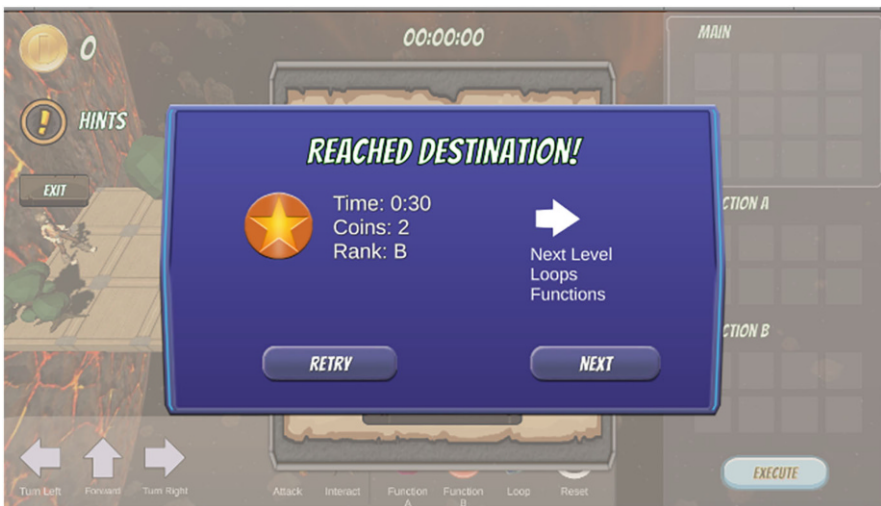 0
00:00:00
MAIN
HINTS
EXIT
REACHED DESTINATION!
Time: 0:30
Coins: 2
Rank: B
Next Level
Loops
Functions
RETRY
NEXT
CTION A
CTION B
Turn Left
Forward
Turn Right
Attack
Interact
Function A
Function B
Loop
Reset
EXECUTE